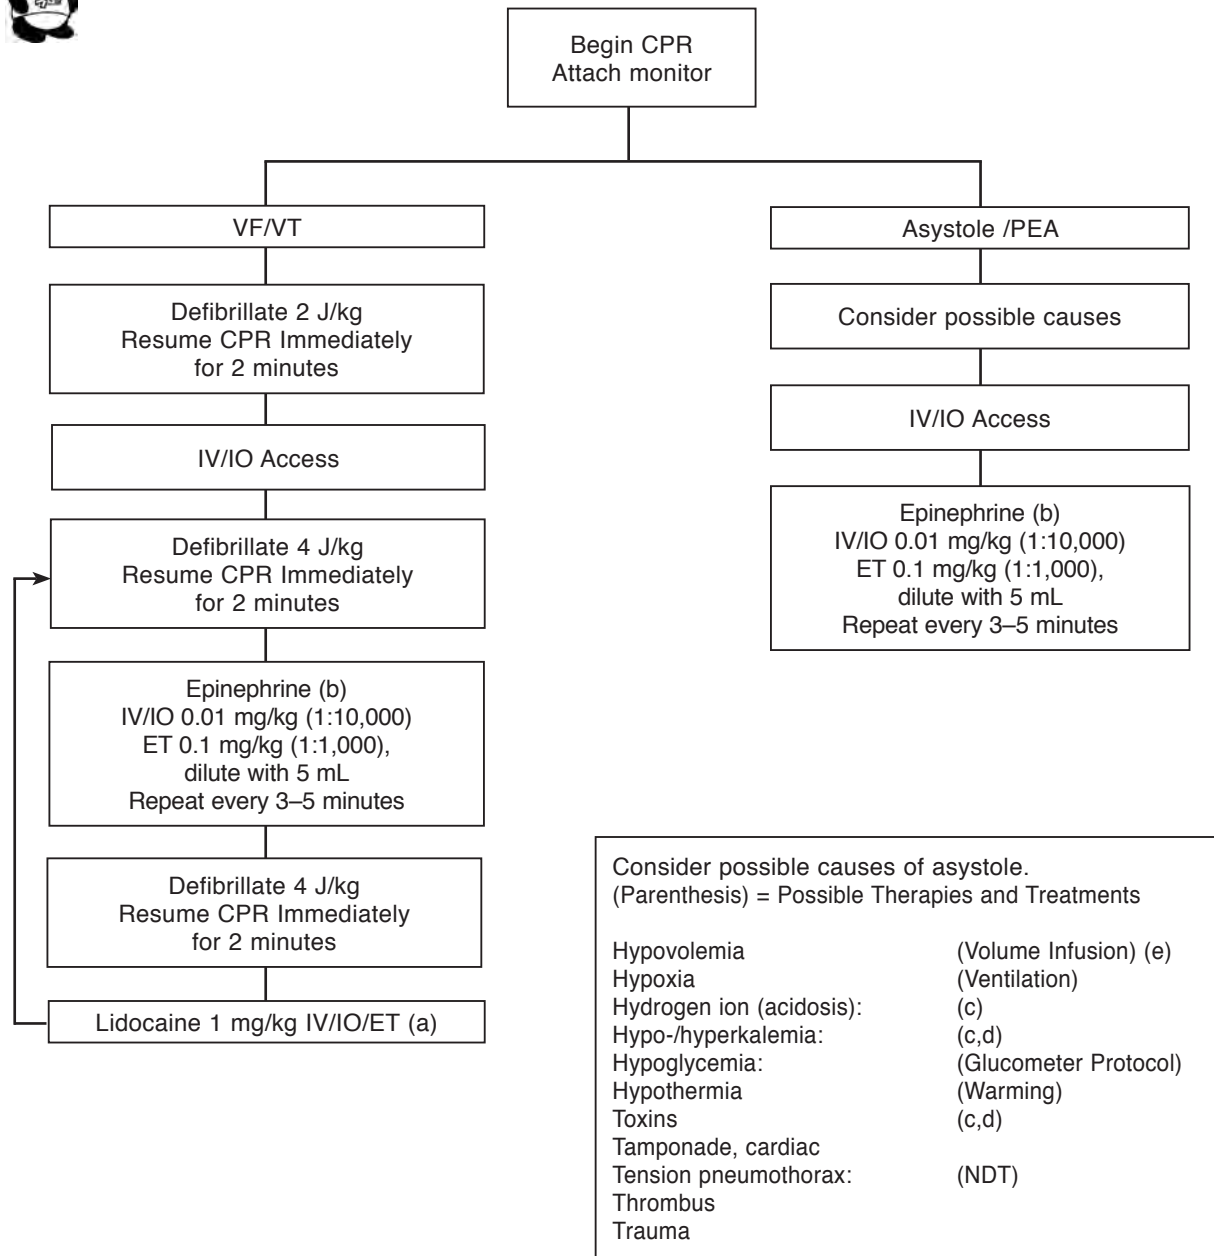 Begin CPR
Attach monitor
VF/VT
Defibrillate 2 J/kg
Resume CPR Immediately
for 2 minutes
IV/IO Access
Defibrillate 4 J/kg
Resume CPR Immediately
for 2 minutes
Epinephrine (b)
IV/IO 0.01 mg/kg (1:10,000)
ET 0.1 mg/kg (1:1,000),
dilute with 5 mL
Repeat every 3–5 minutes
Defibrillate 4 J/kg
Resume CPR Immediately
for 2 minutes
Lidocaine 1 mg/kg IV/IO/ET (a)
Asystole /PEA
Consider possible causes
IV/IO Access
Epinephrine (b)
IV/IO 0.01 mg/kg (1:10,000)
ET 0.1 mg/kg (1:1,000),
dilute with 5 mL
Repeat every 3–5 minutes
Consider possible causes of asystole.
(Parenthesis) = Possible Therapies and Treatments
Hypovolemia (Volume Infusion) (e)
Hypoxia (Ventilation)
Hydrogen ion (acidosis): (c)
Hypo-/hyperkalemia: (c,d)
Hypoglycemia: (Glucometer Protocol)
Hypothermia (Warming)
Toxins (c,d)
Tamponade, cardiac
Tension pneumothorax: (NDT)
Thrombus
Trauma